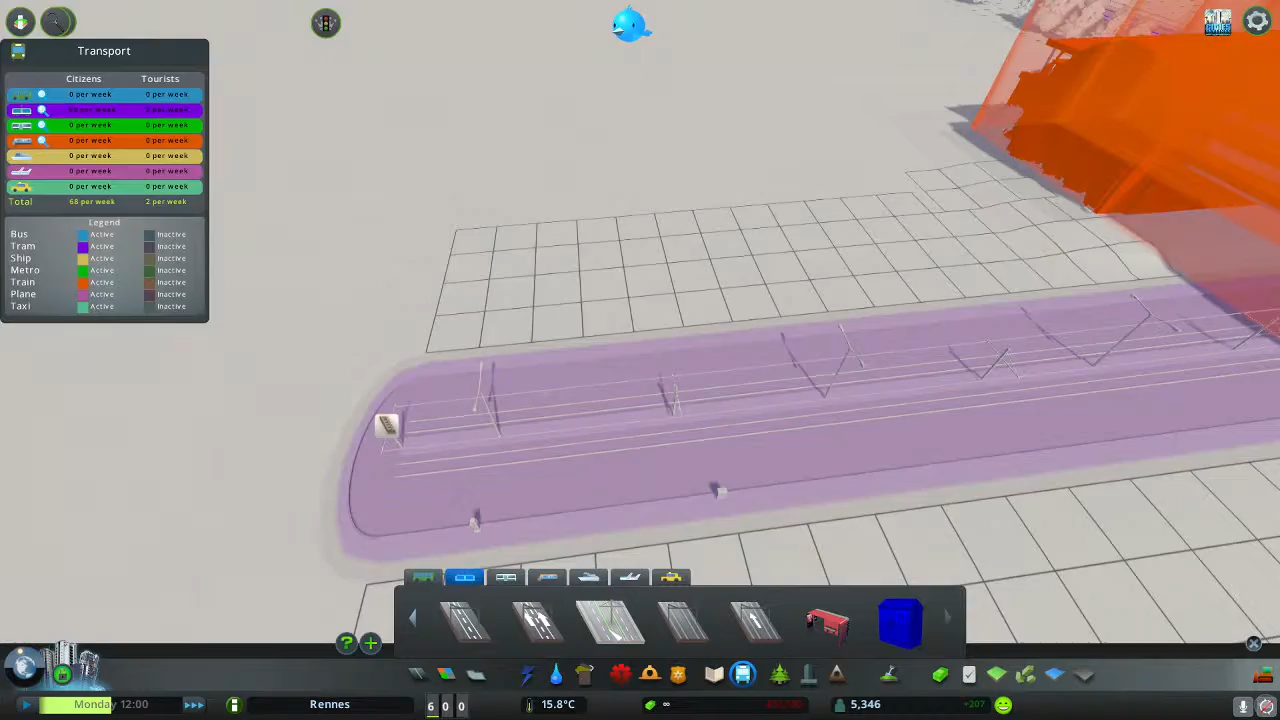 Transport
Citizens Tourists
0 per week 0 per week
2 per week
0 per week 0 per week
0 per week 0 per week
0 per week 0 per week
0 per week 0 per week
0 per week 0 per week
Total 68 per week 2 per week
Legend
Bus Active Inactive
Tram Active Inactive
Ship Active Inactive
Metro Active Inactive
Train Active Inactive
Plane Active Inactive
Taxi Active Inactive
? +
Monday 12:00 Rennes 6 0 0 15.8°C ∞ 5,346 +207